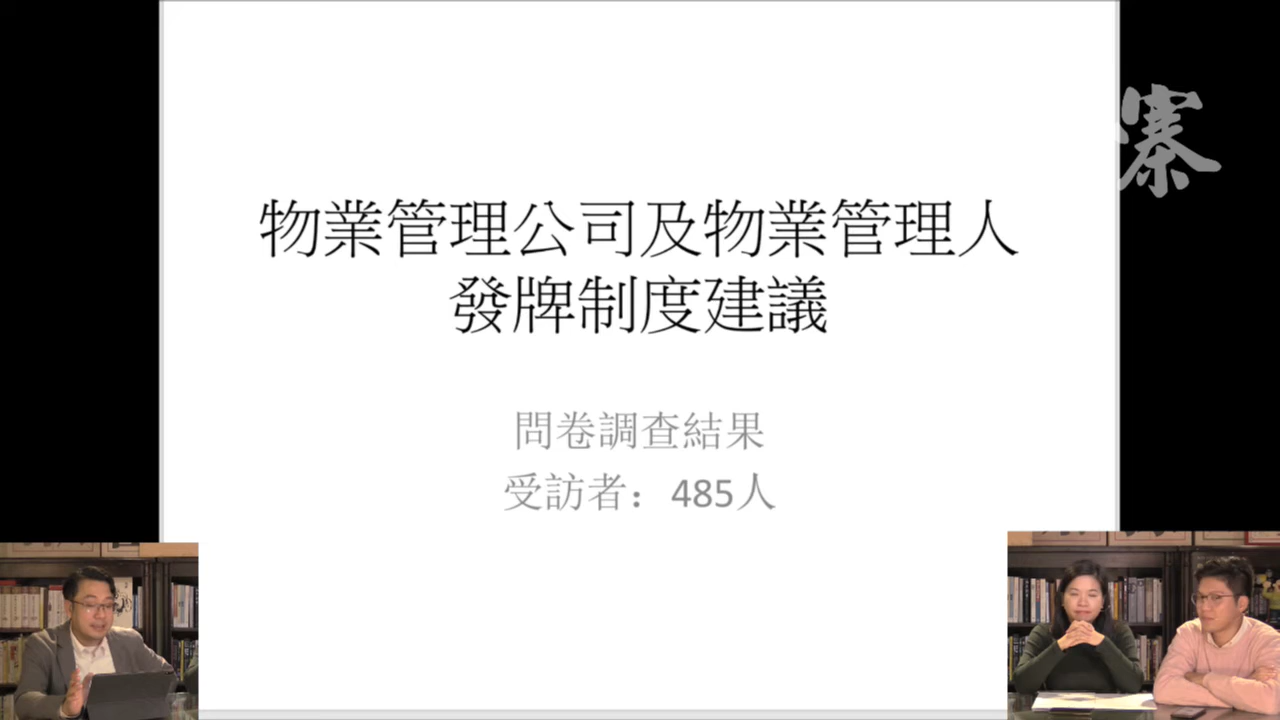 物業管理公司及物業管理人
發牌制度建議
問卷調查結果
受訪者：485人
寨